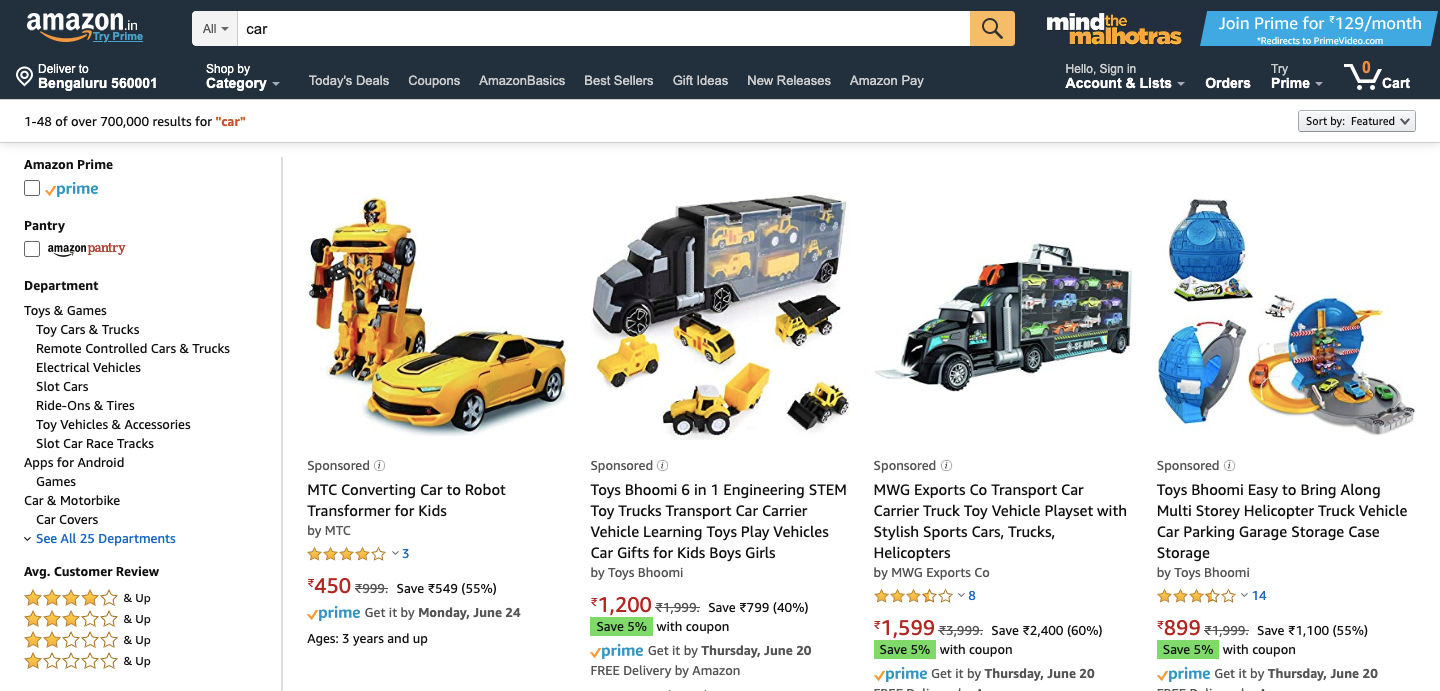 amazon.in
Try Prime
All
car
mind the malhotras
Join Prime for ₹129/month
*Redirects to PrimeVideo.com
Deliver to
Bengaluru 560001
Shop by
Category
Today's Deals
Coupons
AmazonBasics
Best Sellers
Gift Ideas
New Releases
Amazon Pay
Hello, Sign in
Account & Lists
Orders
Try
Prime
0
Cart
1-48 of over 700,000 results for "car"
Sort by: Featured
Amazon Prime
prime
Pantry
amazon pantry
Department
Toys & Games
Toy Cars & Trucks
Remote Controlled Cars & Trucks
Electrical Vehicles
Slot Cars
Ride-Ons & Tires
Toy Vehicles & Accessories
Slot Car Race Tracks
Apps for Android
Games
Car & Motorbike
Car Covers
See All 25 Departments
Avg. Customer Review
& Up
& Up
& Up
& Up
Sponsored
MTC Converting Car to Robot
Transformer for Kids
by MTC
3
₹450 ₹999. Save ₹549 (55%)
prime Get it by Monday, June 24
Ages: 3 years and up
Sponsored
Toys Bhoomi 6 in 1 Engineering STEM
Toy Trucks Transport Car Carrier
Vehicle Learning Toys Play Vehicles
Car Gifts for Kids Boys Girls
by Toys Bhoomi
₹1,200 ₹1,999. Save ₹799 (40%)
Save 5% with coupon
prime Get it by Thursday, June 20
FREE Delivery by Amazon
Sponsored
MWG Exports Co Transport Car
Carrier Truck Toy Vehicle Playset with
Stylish Sports Cars, Trucks,
Helicopters
by MWG Exports Co
8
₹1,599 ₹3,999. Save ₹2,400 (60%)
Save 5% with coupon
prime Get it by Thursday, June 20
Sponsored
Toys Bhoomi Easy to Bring Along
Multi Storey Helicopter Truck Vehicle
Car Parking Garage Storage Case
Storage
by Toys Bhoomi
14
₹899 ₹1,999. Save ₹1,100 (55%)
Save 5% with coupon
prime Get it by Thursday, June 20